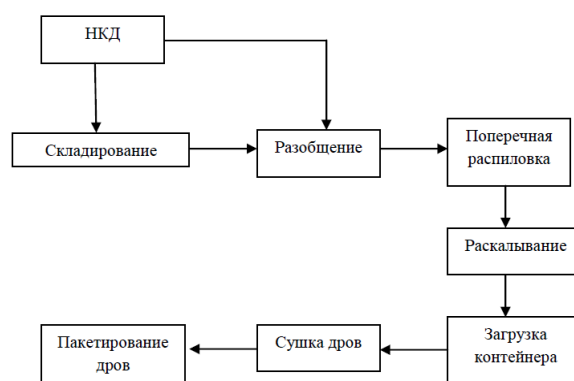 НКД
Складирование
Разобщение
Поперечная
распиловка
Раскалывание
Загрузка
контейнера
Сушка дров
Пакетирование
дров